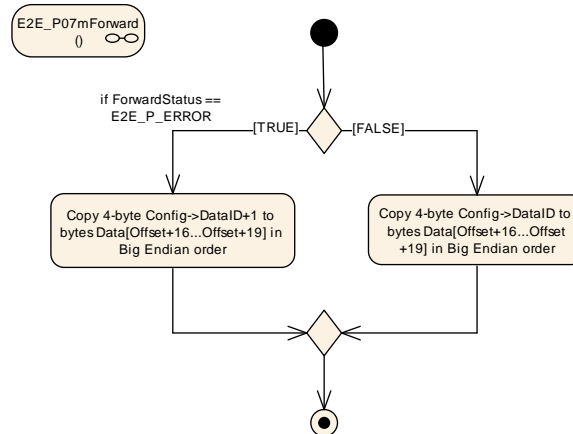 E2E_P07mForward
()
if ForwardStatus ==
E2E_P_ERROR
[TRUE]
[FALSE]
Copy 4-byte Config->DataID+1 to
bytes Data[Offset+16...Offset+19] in
Big Endian order
Copy 4-byte Config->DataID to
bytes Data[Offset+16...Offset
+19] in Big Endian order